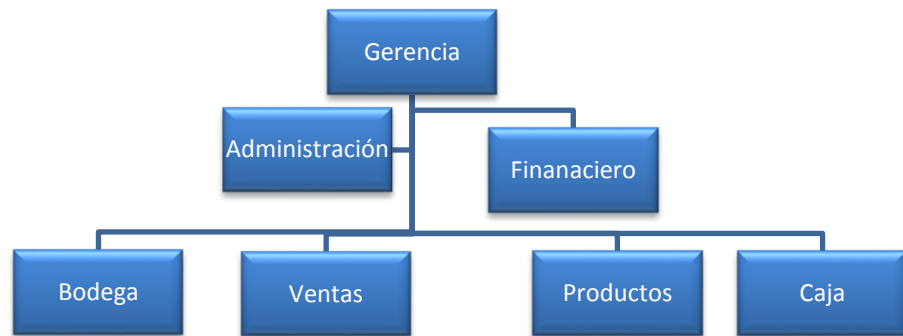 Gerencia
Administración
Finanaciero
Bodega
Ventas
Productos
Caja